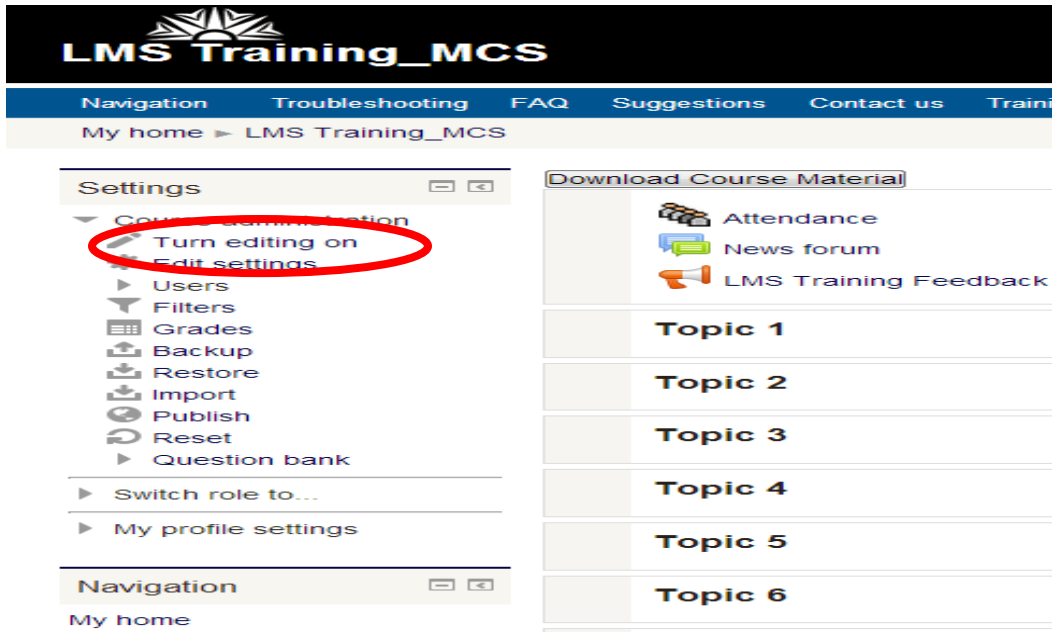 LMS Training_MCS
Navigation Troubleshooting FAQ Suggestions Contact us Traini
My home ► LMS Training_MCS
Settings
Course administration
Turn editing on
Edit settings
Users
Filters
Grades
Backup
Restore
Import
Publish
Reset
Question bank
Switch role to...
My profile settings
Navigation
My home
Download Course Material
Attendance
News forum
LMS Training Feedback
Topic 1
Topic 2
Topic 3
Topic 4
Topic 5
Topic 6